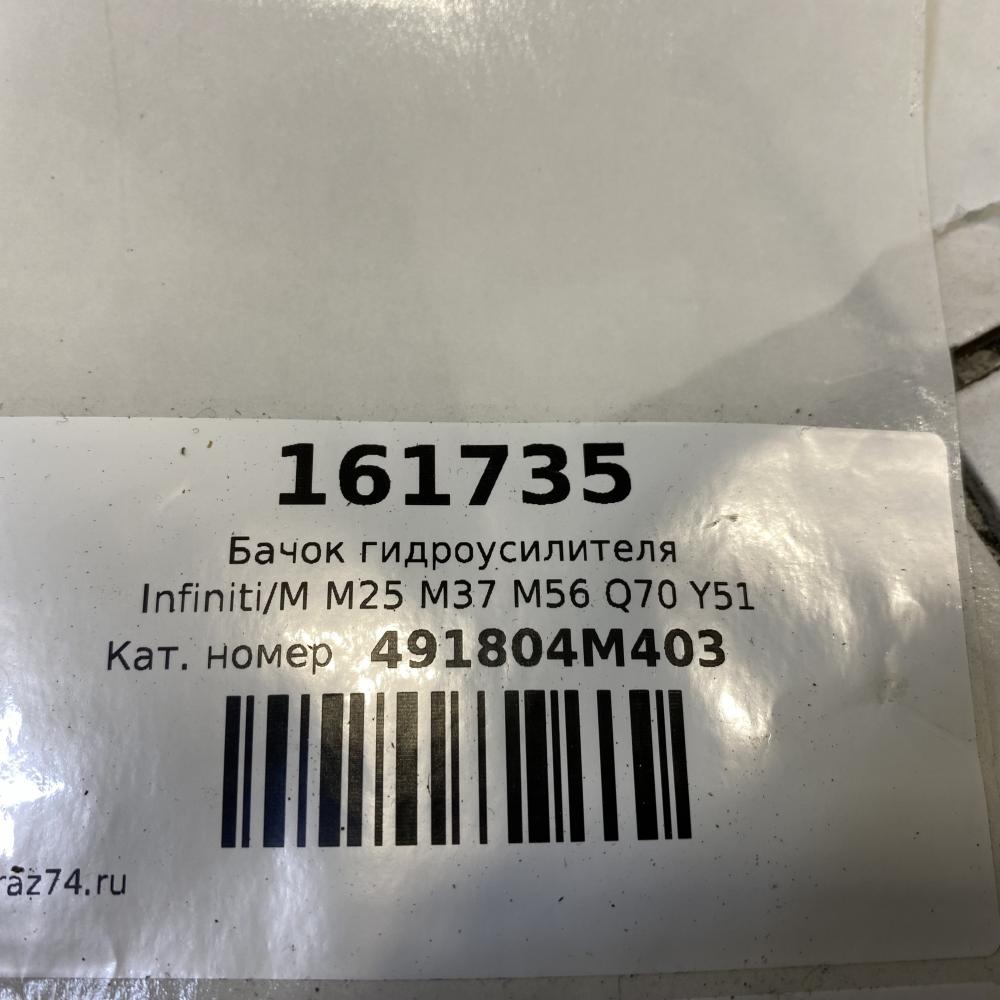 161735
Бачок гидроусилителя
Infiniti/M M25 M37 M56 Q70 Y51
Кат. номер 491804M403
raz74.ru